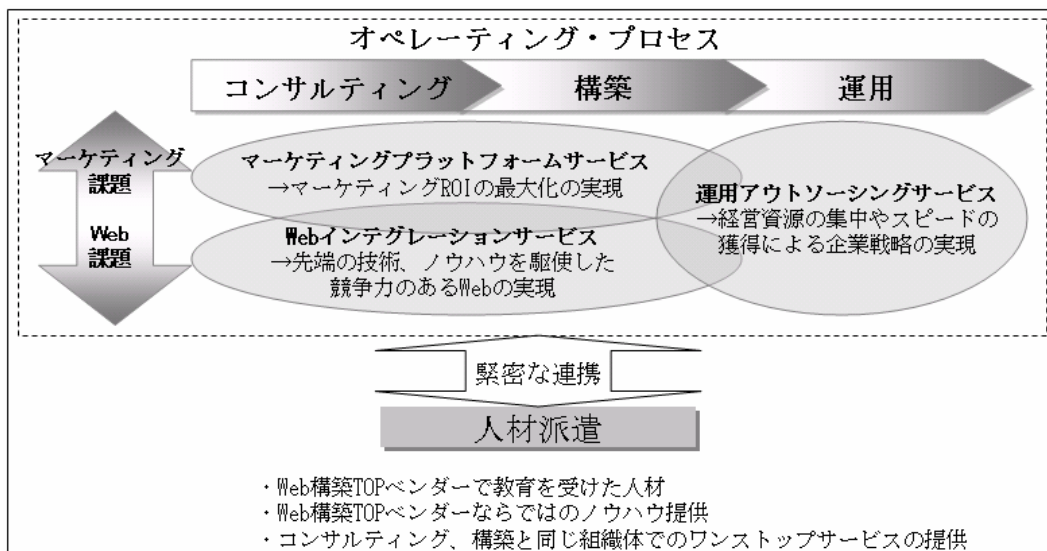 オペレーティング・プロセス
コンサルティング
構築
運用
マーケティング
課題
Web
課題
マーケティングプラットフォームサービス
→マーケティングROIの最大化の実現
Webインテグレーションサービス
→先端の技術、ノウハウを駆使した
競争力のあるWebの実現
運用アウトソーシングサービス
→経営資源の集中やスピードの
獲得による企業戦略の実現
緊密な連携
人材派遣
・Web構築TOPベンダーで教育を受けた人材
・Web構築TOPベンダーならではのノウハウ提供
・コンサルティング、構築と同じ組織体でのワンストップサービスの提供